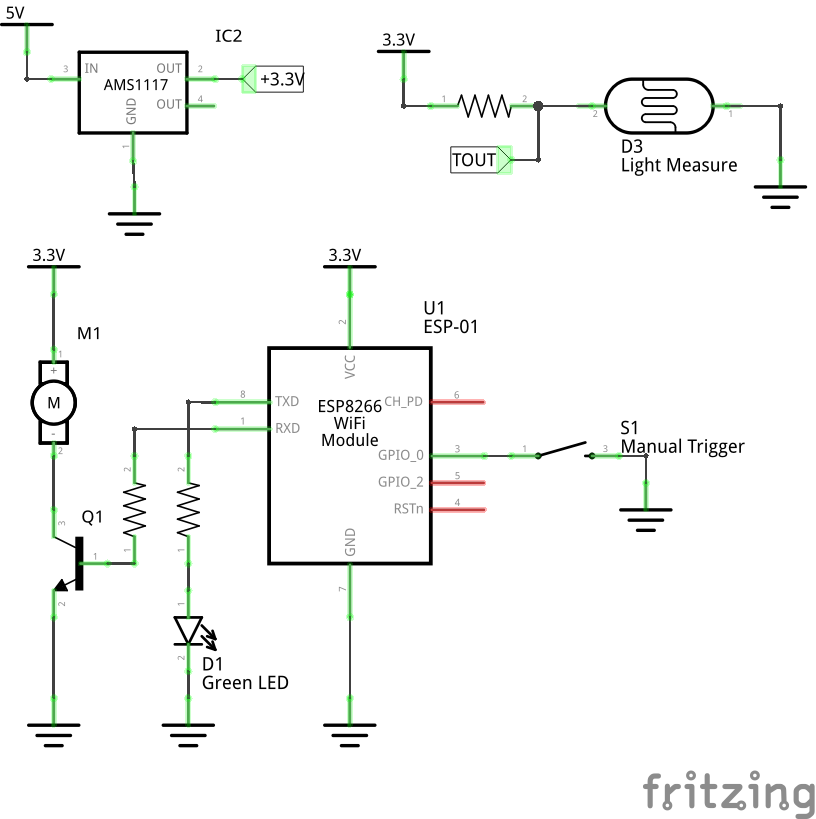 5V
IC2
3 IN OUT 2 +3.3V
AMS1117
OUT 4
GND
1
3.3V
1 2 2 1
TOUT
D3
Light Measure
3.3V
M1
1
+
M
-
2
3.3V
2
VCC
U1
ESP-01
8 TXD
1 RXD
ESP8266
WiFi
Module
CH_PD 6
GPIO_0 3
GPIO_2 5
RSTn 4
GND
7
1 3
S1
Manual Trigger
Q1
3
1
2
2
1
2
1
1
2
D1
Green LED
fritzing